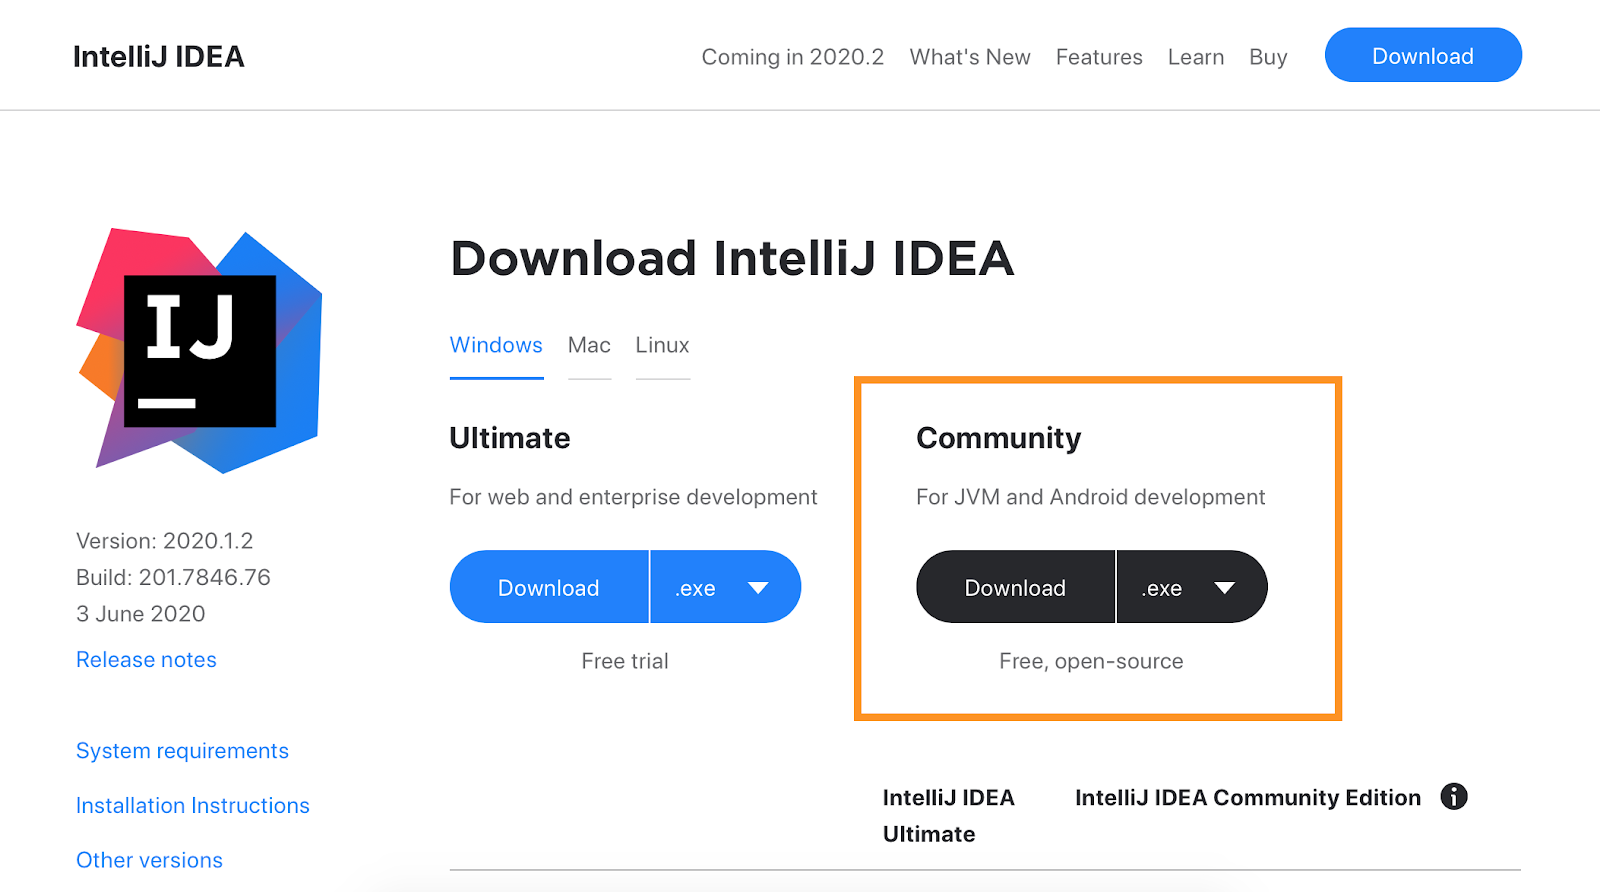 IntelliJ IDEA
Coming in 2020.2 What's New Features Learn Buy Download
IJ
Version: 2020.1.2
Build: 201.7846.76
3 June 2020
Release notes
System requirements
Installation Instructions
Other versions
Download IntelliJ IDEA
Windows Mac Linux
Ultimate
For web and enterprise development
Download .exe
Free trial
Community
For JVM and Android development
Download .exe
Free, open-source
IntelliJ IDEA
Ultimate
IntelliJ IDEA Community Edition